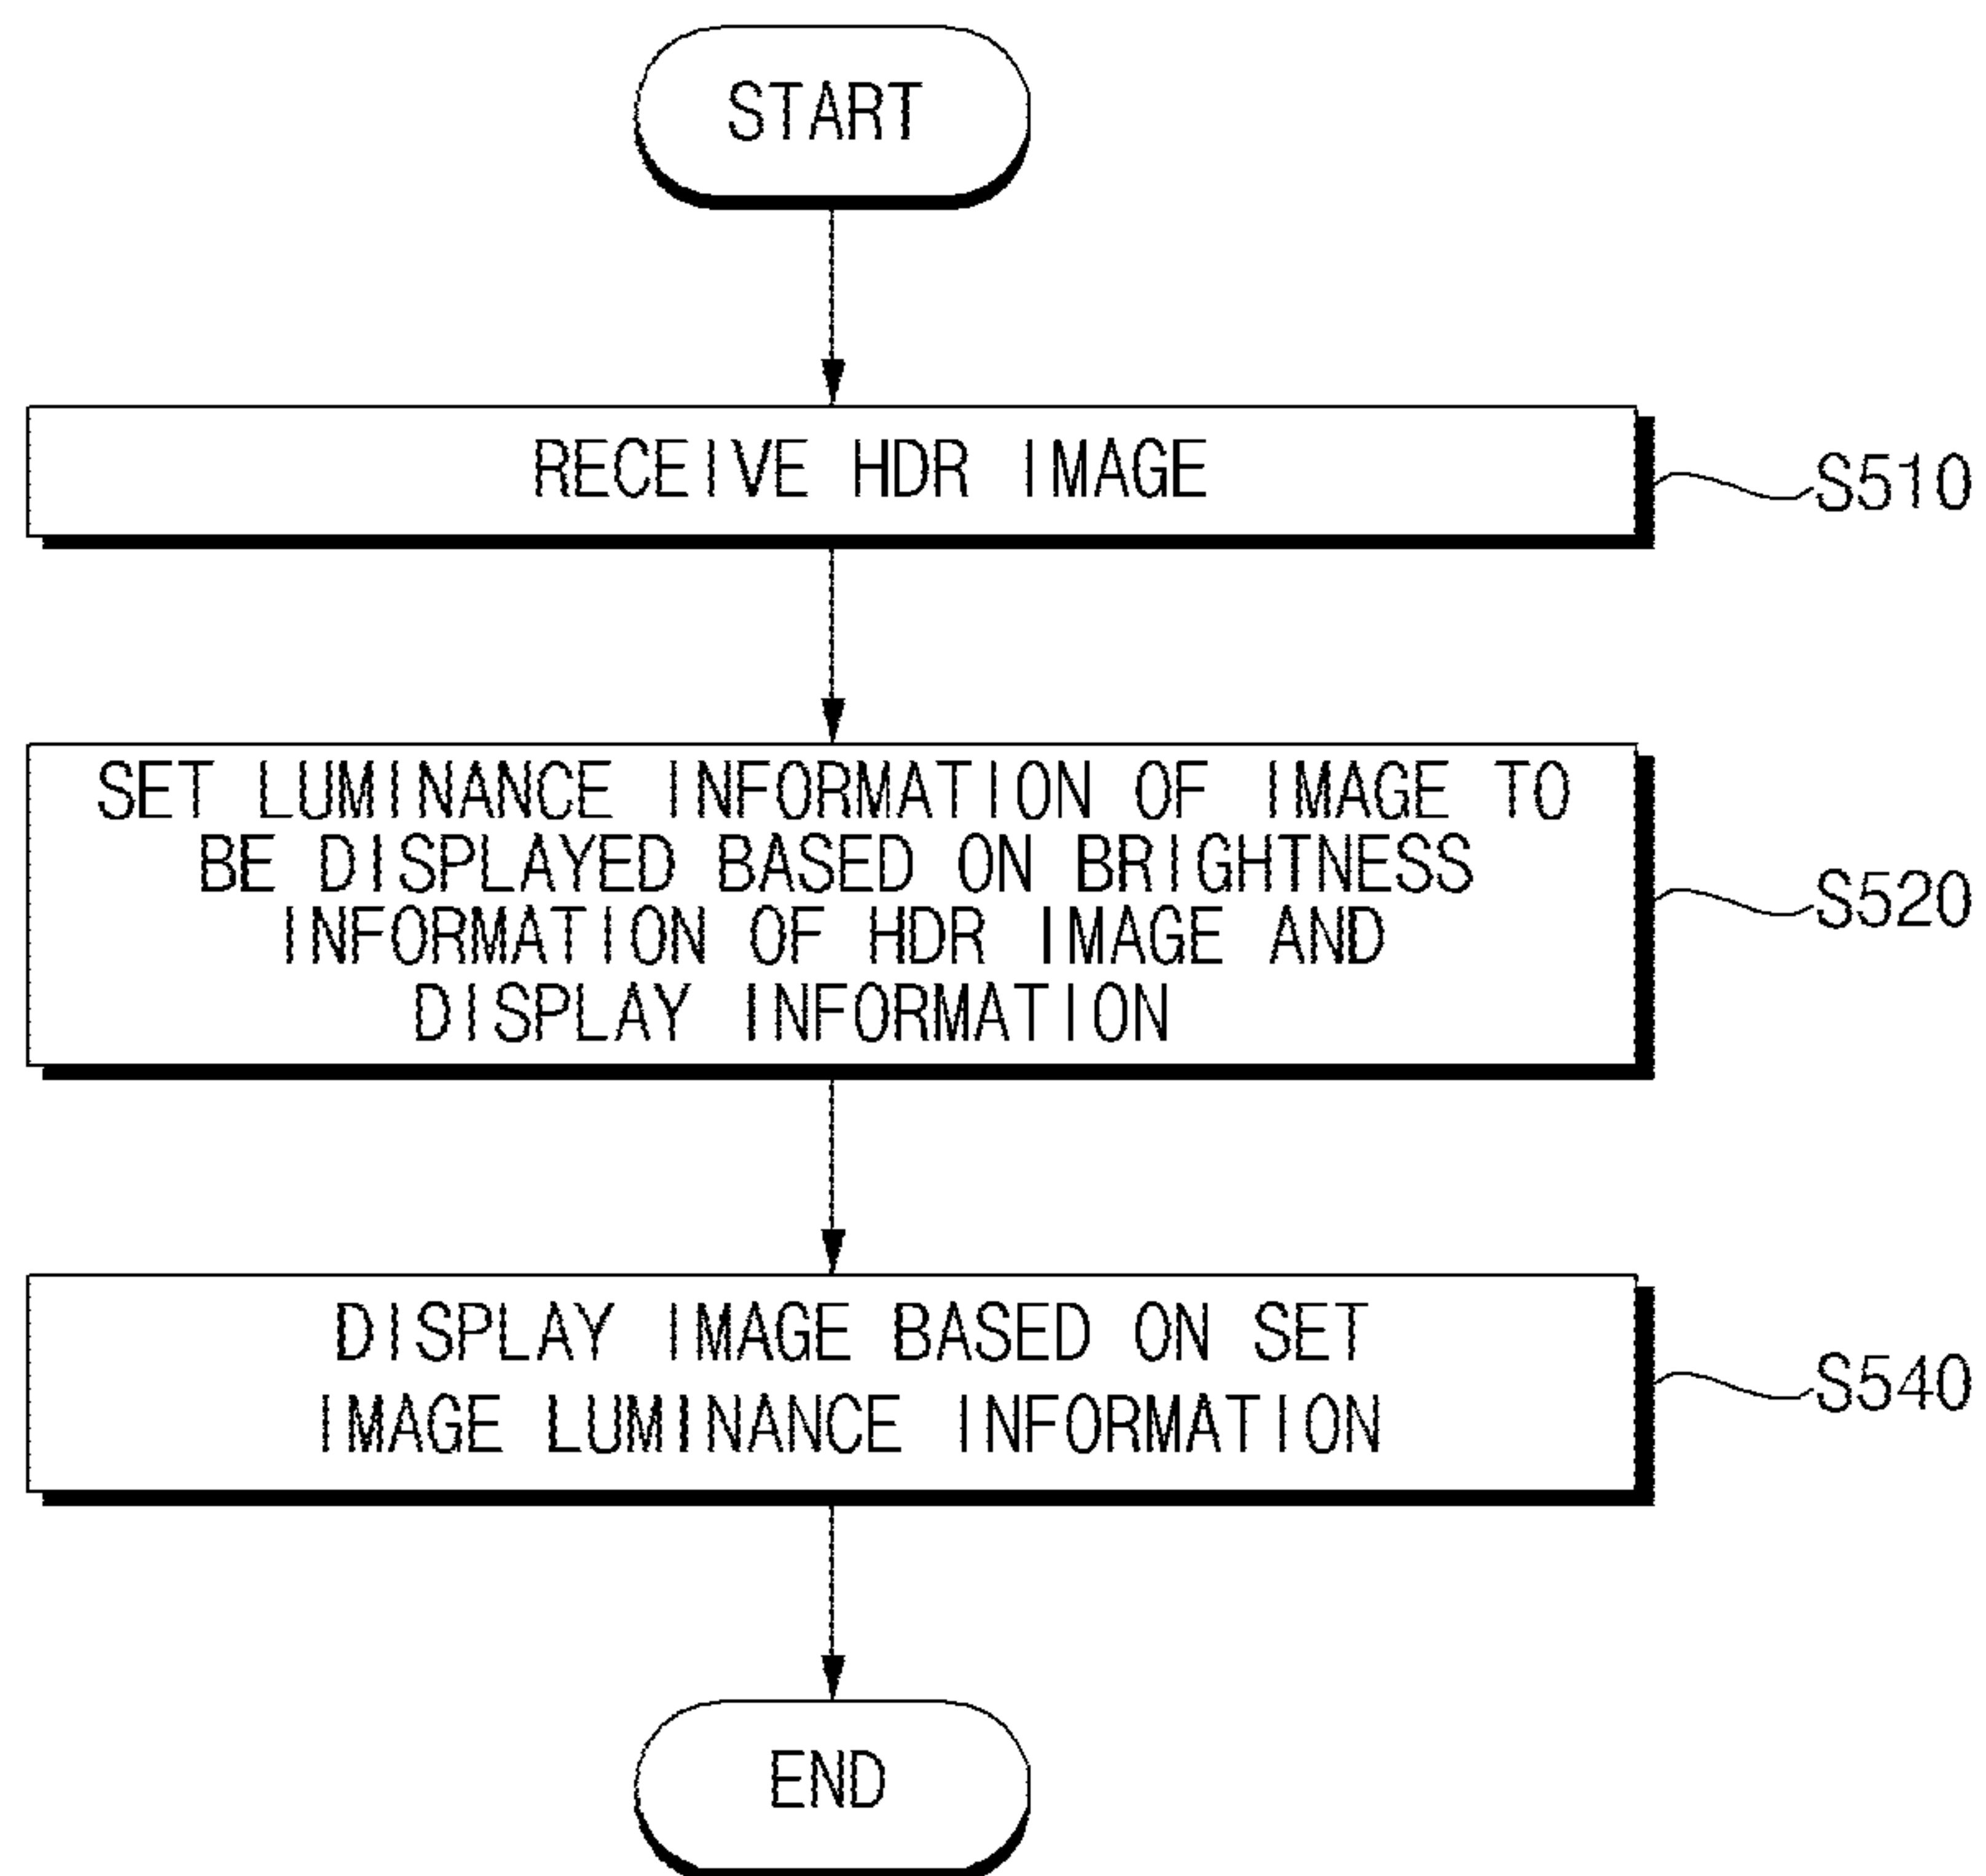 START
RECEIVE HDR IMAGE
S510
SET LUMINANCE INFORMATION OF IMAGE TO
BE DISPLAYED BASED ON BRIGHTNESS
INFORMATION OF HDR IMAGE AND
DISPLAY INFORMATION
S520
DISPLAY IMAGE BASED ON SET
IMAGE LUMINANCE INFORMATION
S540
END